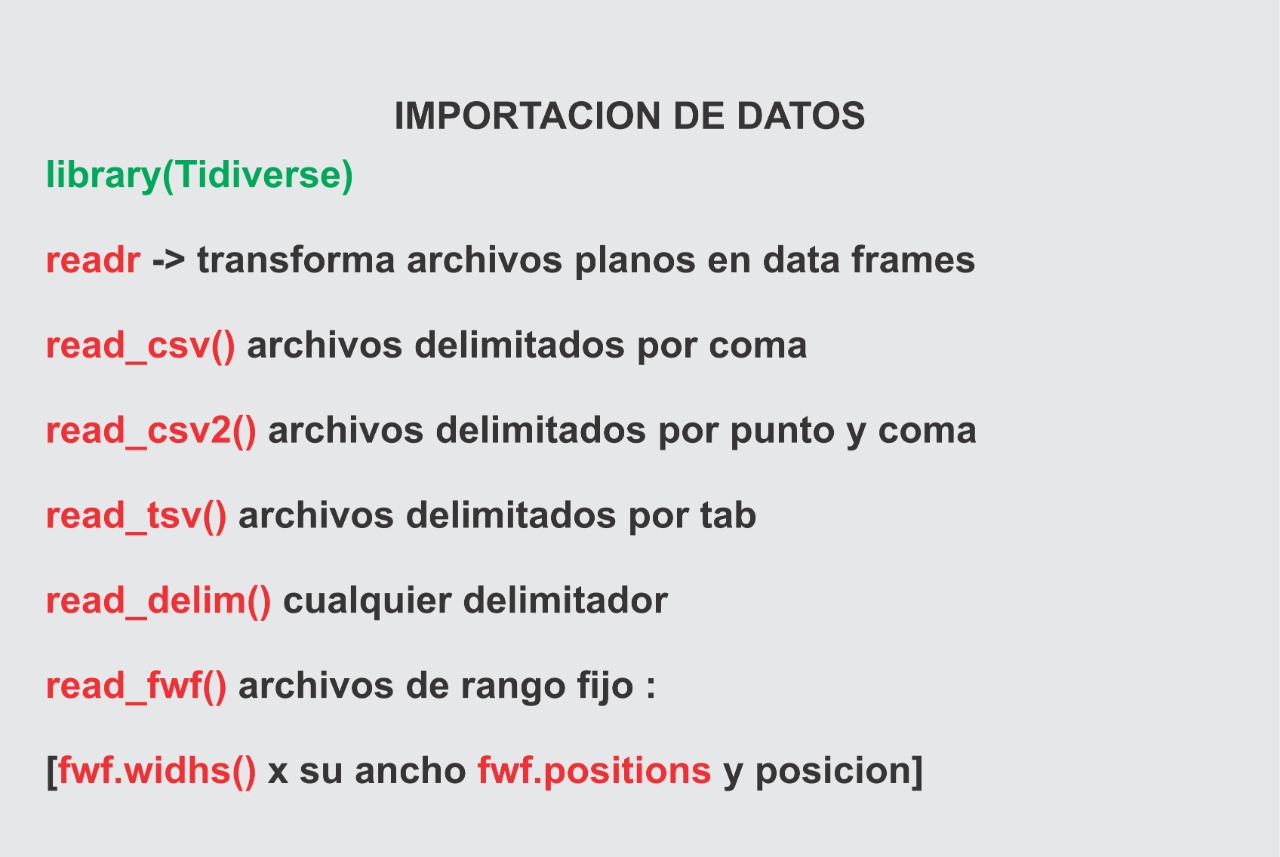 IMPORTACION DE DATOS
library(Tidiverse)
readr -> transforma archivos planos en data frames
read_csv() archivos delimitados por coma
read_csv2() archivos delimitados por punto y coma
read_tsv() archivos delimitados por tab
read_delim() cualquier delimitador
read_fwf() archivos de rango fijo :
[fwf.widhs() x su ancho fwf.positions y posicion]